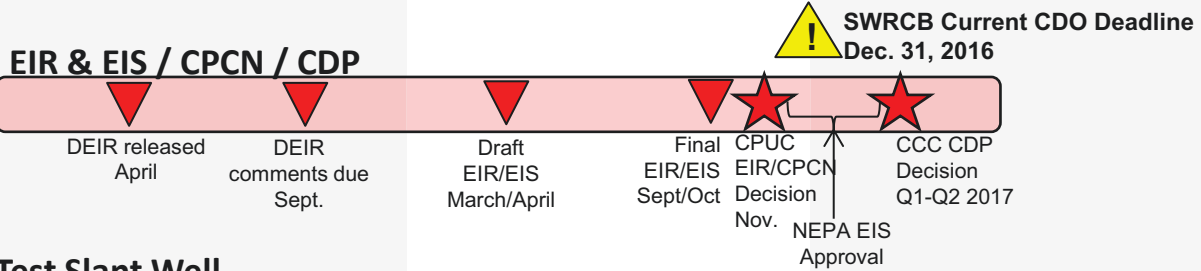 SWRCB Current CDO Deadline
!
Dec. 31, 2016
EIR & EIS / CPCN / CDP
DEIR released
April
DEIR
comments due
Sept.
Draft
EIR/EIS
March/April
Final
EIR/EIS
Sept/Oct
CPUC
EIR/CPCN
Decision
Nov.
NEPA EIS
Approval
CCC CDP
Decision
Q1-Q2 2017
Test Slant Well